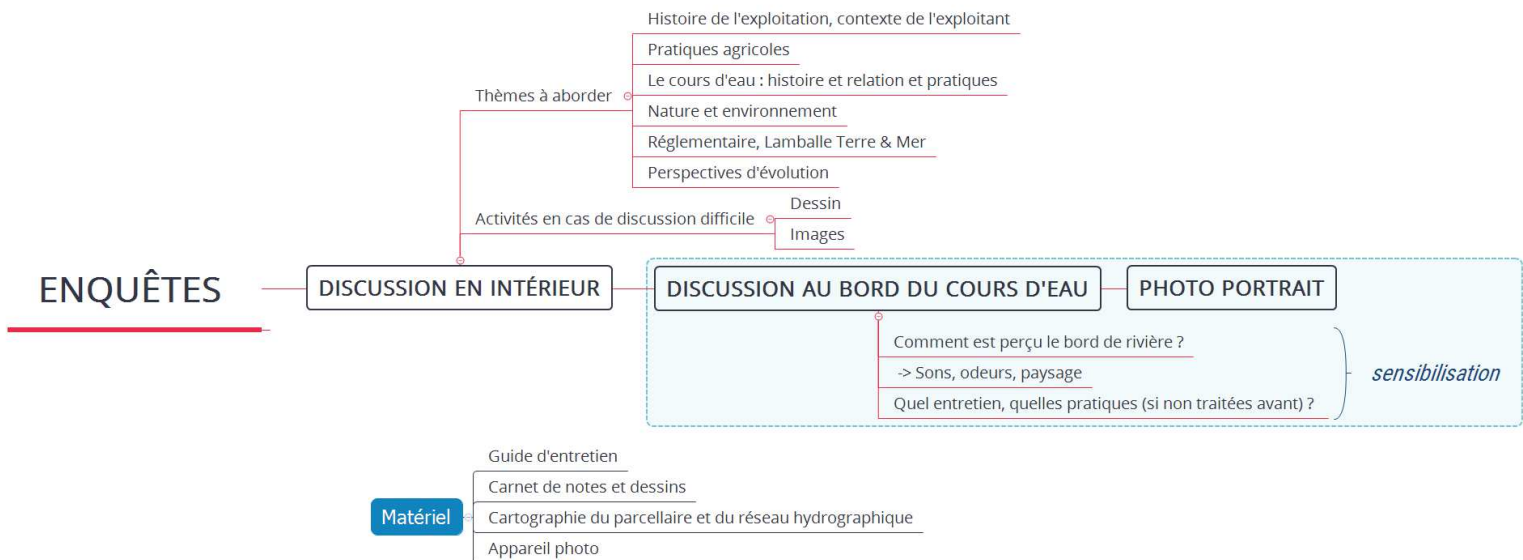 Histoire de l'exploitation, contexte de l'exploitant
Pratiques agricoles
Thèmes à aborder
Le cours d'eau : histoire et relation et pratiques
Nature et environnement
Réglementaire, Lamballe Terre & Mer
Perspectives d'évolution
Activités en cas de discussion difficile
Dessin
Images
ENQUÊTES
DISCUSSION EN INTÉRIEUR
DISCUSSION AU BORD DU COURS D'EAU
PHOTO PORTRAIT
Comment est perçu le bord de rivière ?
-> Sons, odeurs, paysage
Quel entretien, quelles pratiques (si non traitées avant) ?
sensibilisation
Matériel
Guide d'entretien
Carnet de notes et dessins
Cartographie du parcellaire et du réseau hydrographique
Appareil photo